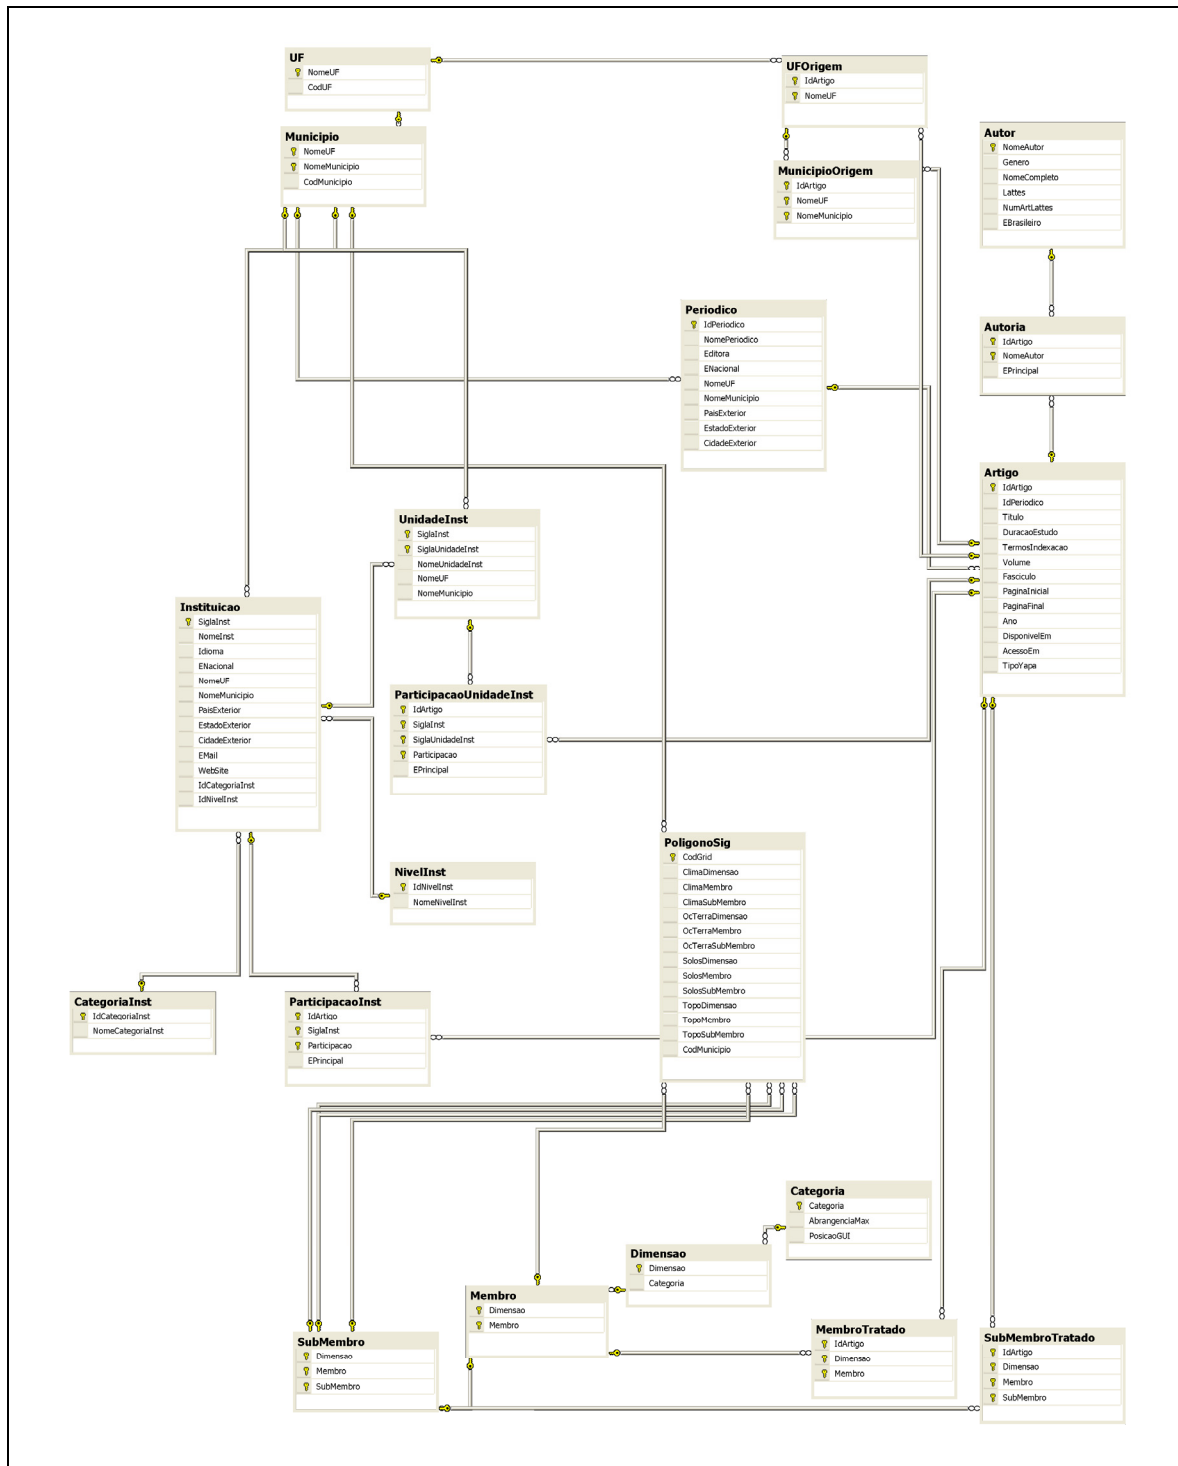 UF
NomeUF
CodUF
UFOrigem
IdArtigo
NomeUF
Municipio
NomeUF
NomeMunicipio
CodMunicipio
MunicipioOrigem
IdArtigo
NomeUF
NomeMunicipio
Autor
NomeAutor
Genero
NomeCompleto
Lattes
NumArtLattes
EBrasileiro
Periodico
IdPeriodico
NomePeriodico
Editora
ENacional
NomeUF
NomeMunicipio
PaisExterior
EstadoExterior
CidadeExterior
Autoria
IdArtigo
NomeAutor
EPrincipal
Artigo
IdArtigo
IdPeriodico
Titulo
DuracaoEstudo
TermosIndexacao
Volume
Fasciculo
PaginaInicial
PaginaFinal
Ano
DisponivelEm
AcessoEm
TipoYapa
UnidadeInst
SiglaInst
SiglaUnidadeInst
NomeUnidadeInst
NomeUF
NomeMunicipio
Instituicao
SiglaInst
NomeInst
Idioma
ENacional
NomeUF
NomeMunicipio
PaisExterior
EstadoExterior
CidadeExterior
EMail
WebSite
IdCategoriaInst
IdNivelInst
ParticipacaoUnidadeInst
IdArtigo
SiglaInst
SiglaUnidadeInst
Participacao
EPrincipal
NivelInst
IdNivelInst
NomeNivelInst
PoligonoSig
CodGrid
ClimaDimensao
ClimaMembro
ClimaSubMembro
OcTerraDimensao
OcTerraMembro
OcTerraSubMembro
SolosDimensao
SolosMembro
SolosSubMembro
TopoDimensao
TopoMembro
TopoSubMembro
CodMunicipio
CategoriaInst
IdCategoriaInst
NomeCategoriaInst
ParticipacaoInst
IdArtigo
SiglaInst
Participacao
EPrincipal
Categoria
Categoria
AbrangenciaMax
PosicaoGUI
Dimensao
Dimensao
Categoria
Membro
Dimensao
Membro
SubMembro
Dimensao
Membro
SubMembro
MembroTratado
IdArtigo
Dimensao
Membro
SubMembroTratado
IdArtigo
Dimensao
Membro
SubMembro